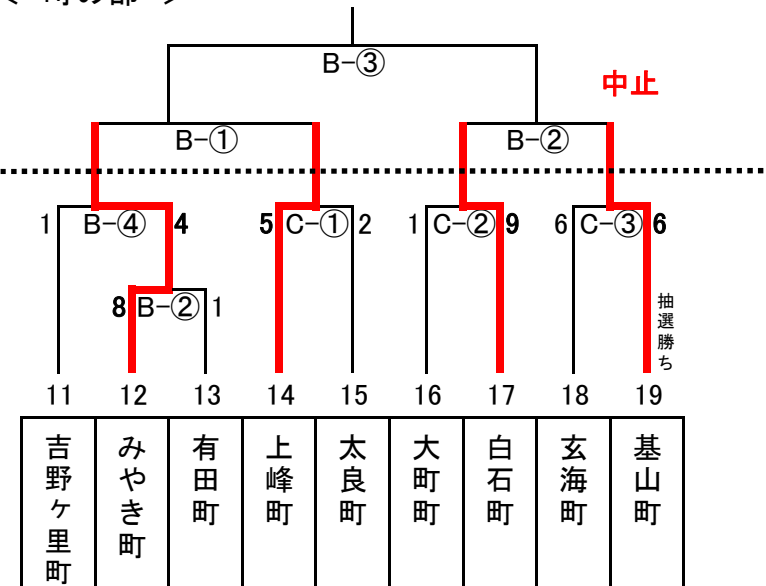 B-③
中止
B-① B-②
1 B-④ 4 5 C-① 2 1 C-② 9 6 C-③ 6
8 B-② 1
抽選勝ち
11 12 13 14 15 16 17 18 19
吉野ヶ里町
みやき町
有田町
上峰町
太良町
大町町
白石町
玄海町
基山町